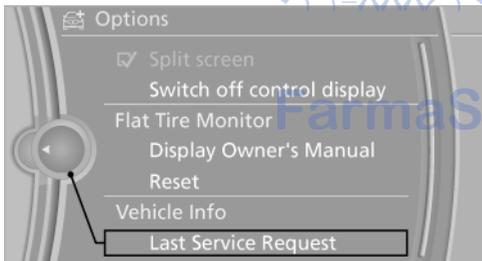 Options
Split screen
Switch off control display
Flat Tire Monitor
FarmaS
Display Owner's Manual
Reset
Vehicle Info
Last Service Request